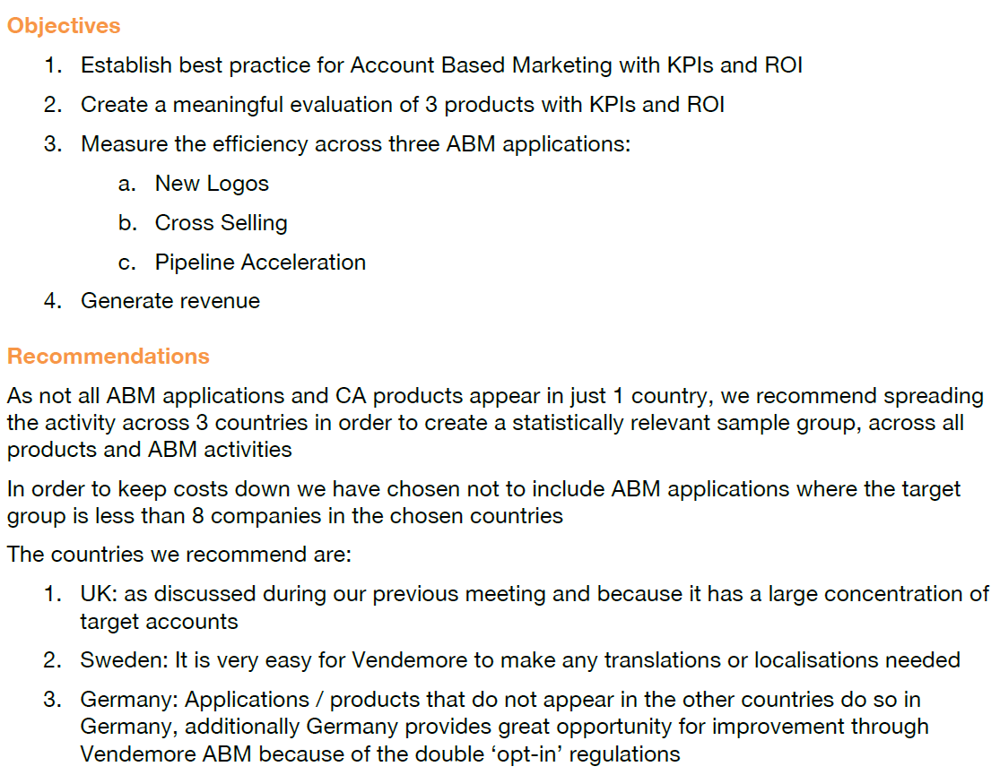 Objectives
1. Establish best practice for Account Based Marketing with KPIs and ROI
2. Create a meaningful evaluation of 3 products with KPIs and ROI
3. Measure the efficiency across three ABM applications:
a. New Logos
b. Cross Selling
c. Pipeline Acceleration
4. Generate revenue
Recommendations
As not all ABM applications and CA products appear in just 1 country, we recommend spreading
the activity across 3 countries in order to create a statistically relevant sample group, across all
products and ABM activities
In order to keep costs down we have chosen not to include ABM applications where the target
group is less than 8 companies in the chosen countries
The countries we recommend are:
1. UK: as discussed during our previous meeting and because it has a large concentration of
target accounts
2. Sweden: It is very easy for Vendemore to make any translations or localisations needed
3. Germany: Applications / products that do not appear in the other countries do so in
Germany, additionally Germany provides great opportunity for improvement through
Vendemore ABM because of the double ‘opt-in’ regulations